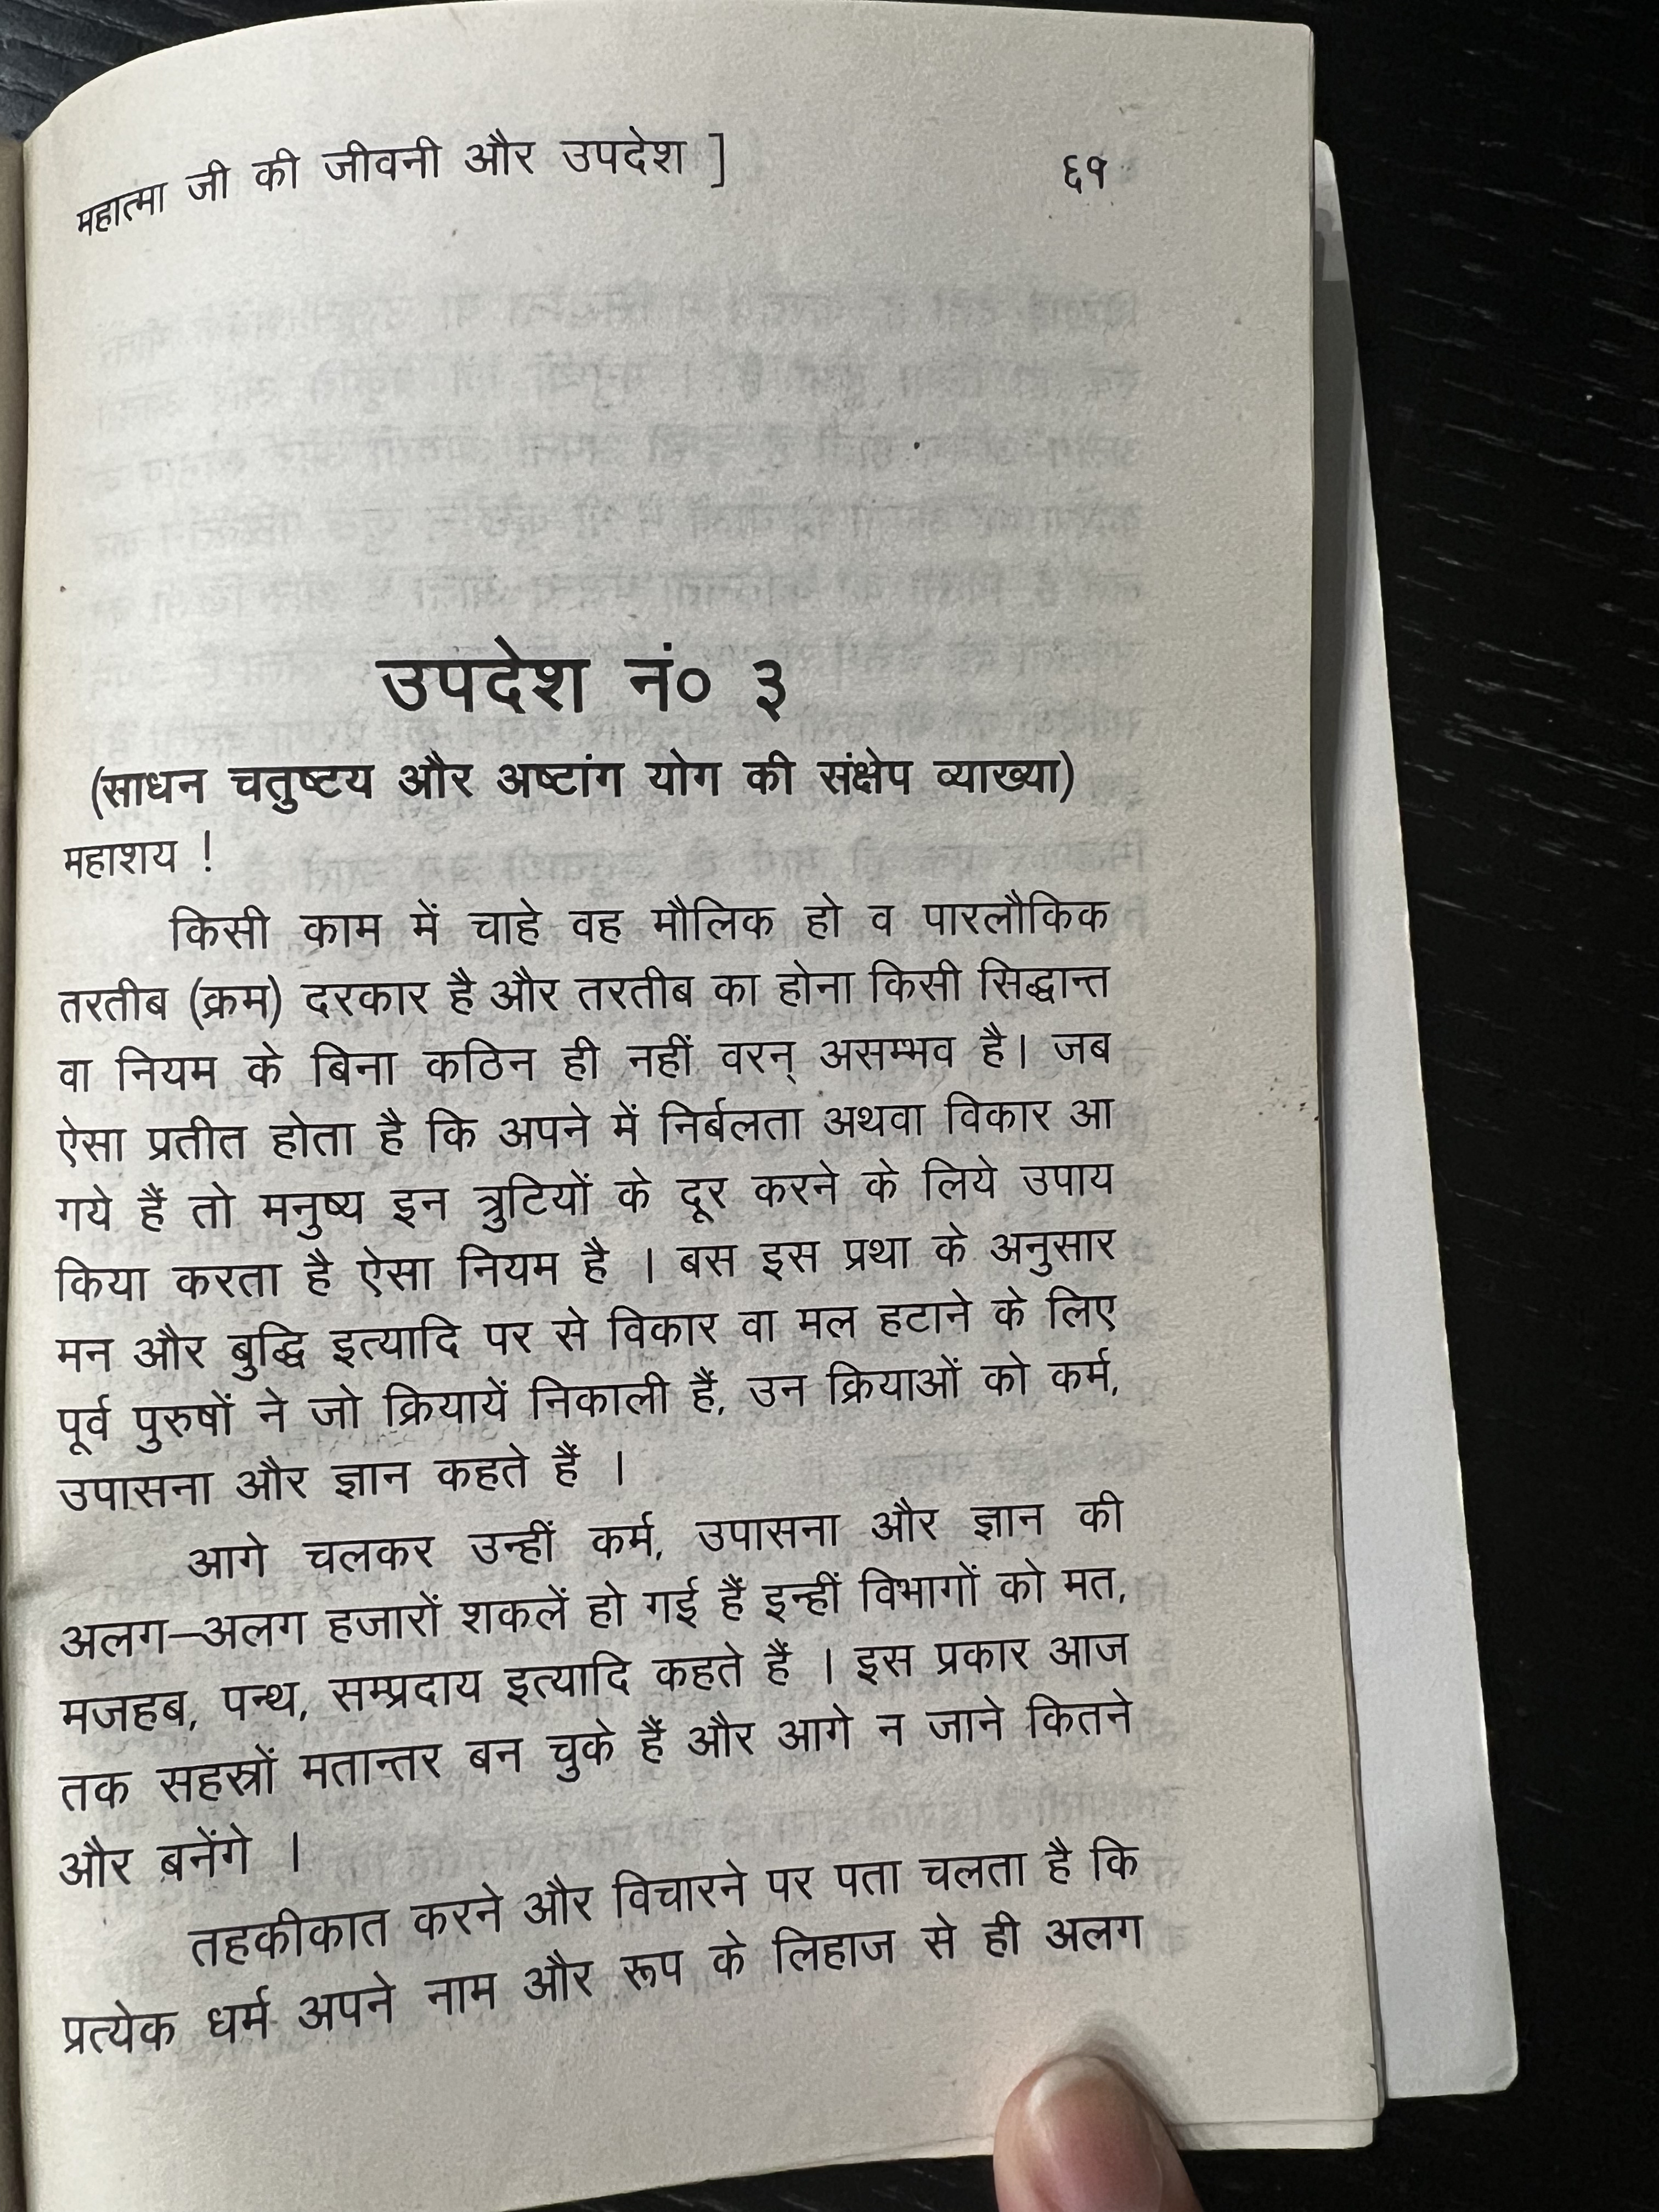 महात्मा जी की जीवनी और उपदेश ] ६१
उपदेश नं० ३
(साधन चतुष्टय और अष्टांग योग की संक्षेप व्याख्या)
महाशय !
किसी काम में चाहे वह मौलिक हो व पारलौकिक
तरतीब (क्रम) दरकार है और तरतीब का होना किसी सिद्धान्त
वा नियम के बिना कठिन ही नहीं वरन् असम्भव है। जब
ऐसा प्रतीत होता है कि अपने में निर्बलता अथवा विकार आ
गये हैं तो मनुष्य इन त्रुटियों के दूर करने के लिये उपाय
किया करता है ऐसा नियम है । बस इस प्रथा के अनुसार
मन और बुद्धि इत्यादि पर से विकार वा मल हटाने के लिए
पूर्व पुरुषों ने जो क्रियायें निकाली हैं, उन क्रियाओं को कर्म,
उपासना और ज्ञान कहते हैं ।
आगे चलकर उन्हीं कर्म, उपासना और ज्ञान की
अलग–अलग हजारों शकलें हो गई हैं इन्हीं विभागों को मत,
मजहब, पन्थ, सम्प्रदाय इत्यादि कहते हैं । इस प्रकार आज
तक सहस्रों मतान्तर बन चुके हैं और आगे न जाने कितने
और बनेंगे ।
तहकीकात करने और विचारने पर पता चलता है कि
प्रत्येक धर्म अपने नाम और रूप के लिहाज से ही अलग